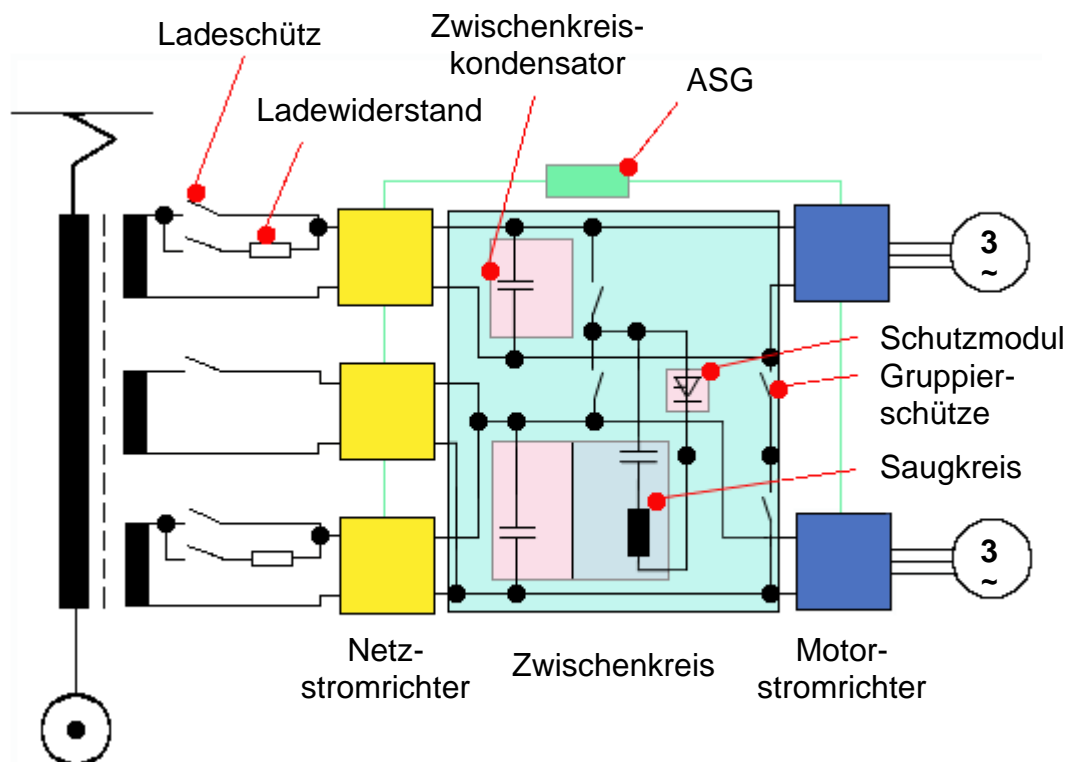 Ladeschütz
Zwischenkreis-
kondensator
ASG
Ladewiderstand
3
~
Schutzmodul
Gruppier-
schütze
Saugkreis
3
~
Netz-
stromrichter
Zwischenkreis
Motor-
stromrichter